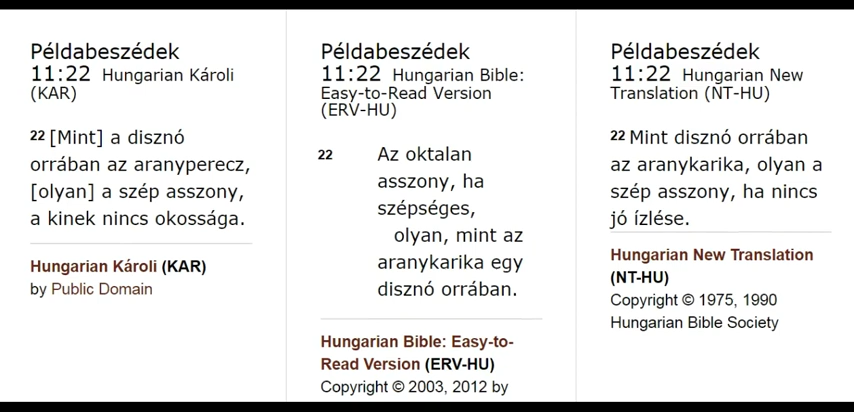 Példabeszédek
11:22 Hungarian Károli
(KAR)
22 [Mint] a disznó
orrában az aranyperecz,
[olyan] a szép asszony,
a kinek nincs okossága.
Hungarian Károli (KAR)
by Public Domain
Példabeszédek
11:22 Hungarian Bible:
Easy-to-Read Version
(ERV-HU)
22 Az oktalan
asszony, ha
szépséges,
olyan, mint az
aranykarika egy
disznó orrában.
Hungarian Bible: Easy-to-
Read Version (ERV-HU)
Copyright © 2003, 2012 by
Példabeszédek
11:22 Hungarian New
Translation (NT-HU)
22 Mint disznó orrában
az aranykarika, olyan a
szép asszony, ha nincs
jó ízlése.
Hungarian New Translation
(NT-HU)
Copyright © 1975, 1990
Hungarian Bible Society